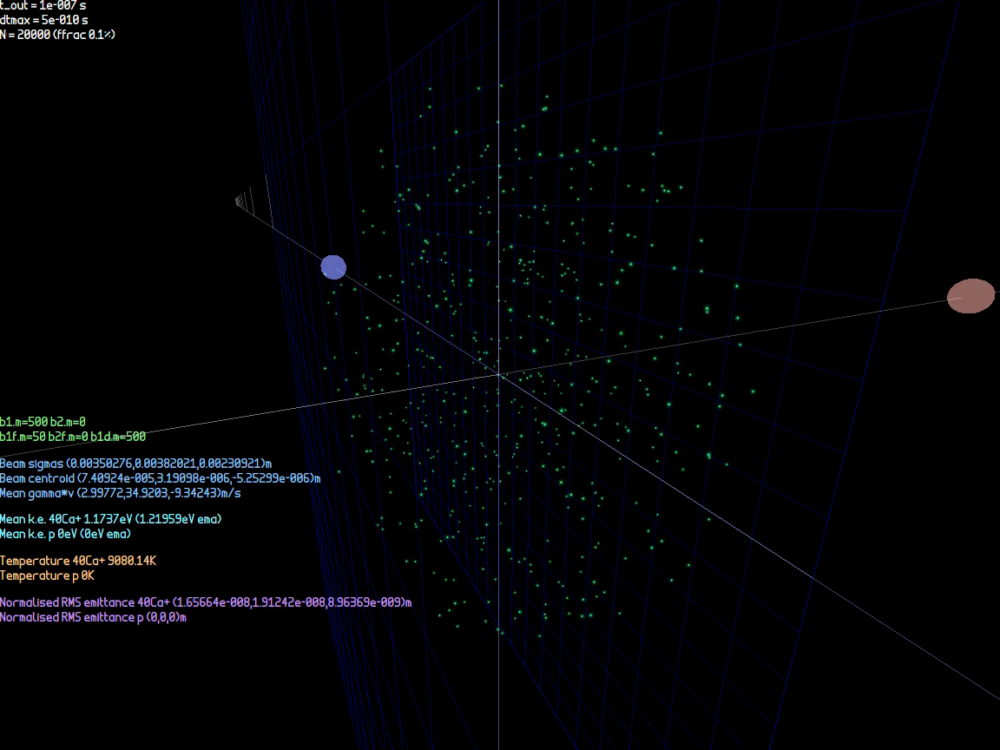 t_out = 1e-007 s
dtmax = 5e-010 s
N = 20000 (ffrac 0.1%)
b1.m=500 b2.m=0
b1f.m=50 b2f.m=0 b1d.m=500
Beam sigmas (0.00350276,0.00382021,0.00230921)m
Beam centroid (7.40924e-005,3.19098e-006,-5.25299e-006)m
Mean gamma*v (2.99772,34.9203,-9.34243)m/s
Mean k.e. 40Ca+ 1.1737eV (1.21959eV ema)
Mean k.e. p 0eV (0eV ema)
Temperature 40Ca+ 9080.14K
Temperature p 0K
Normalised RMS emittance 40Ca+ (1.65664e-008,1.91242e-008,8.96369e-009)m
Normalised RMS emittance p (0,0,0)m